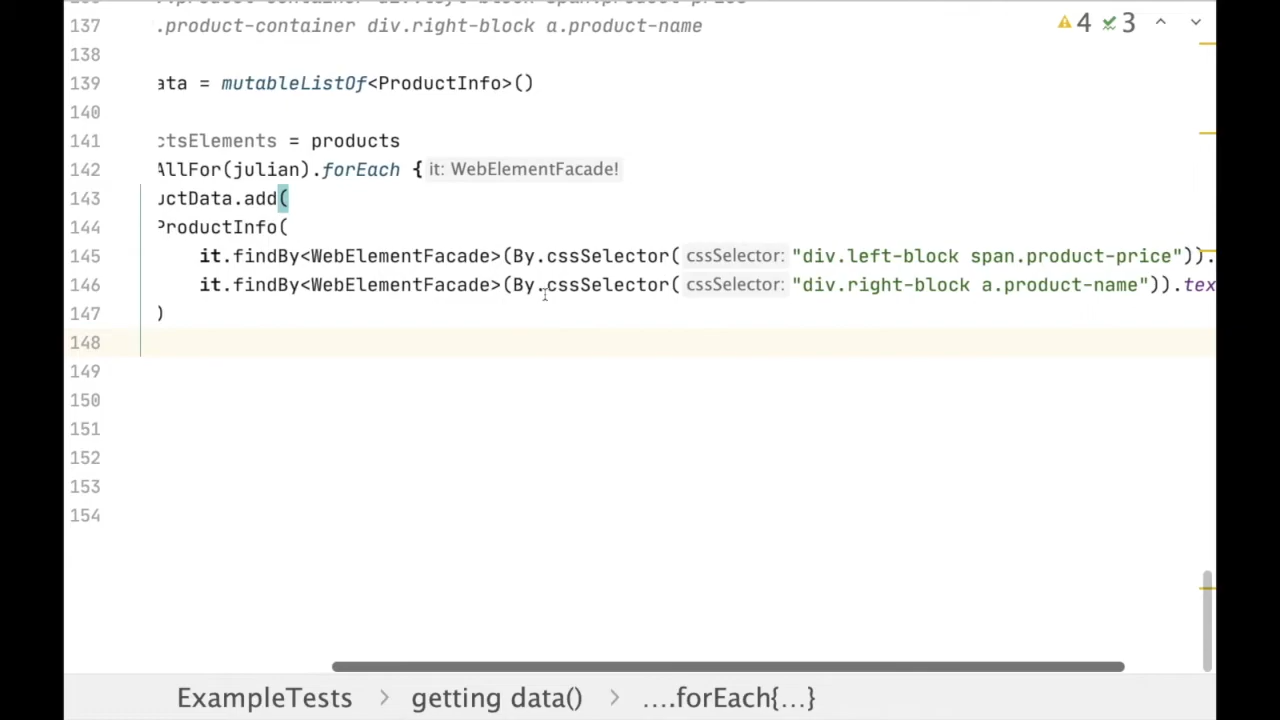 137 .product-container div.right-block a.product-name 4 3
138
139 ata = mutableListOf<ProductInfo>()
140
141 ctsElements = products
142 AllFor(julian).forEach { it: WebElementFacade!
143 uctData.add(
144 ProductInfo(
145 it.findBy<WebElementFacade>(By.cssSelector( cssSelector: "div.left-block span.product-price")).
146 it.findBy<WebElementFacade>(By.cssSelector( cssSelector: "div.right-block a.product-name")).tex
147 )
148
149
150
151
152
153
154
ExampleTests > getting data() > ….forEach{…}